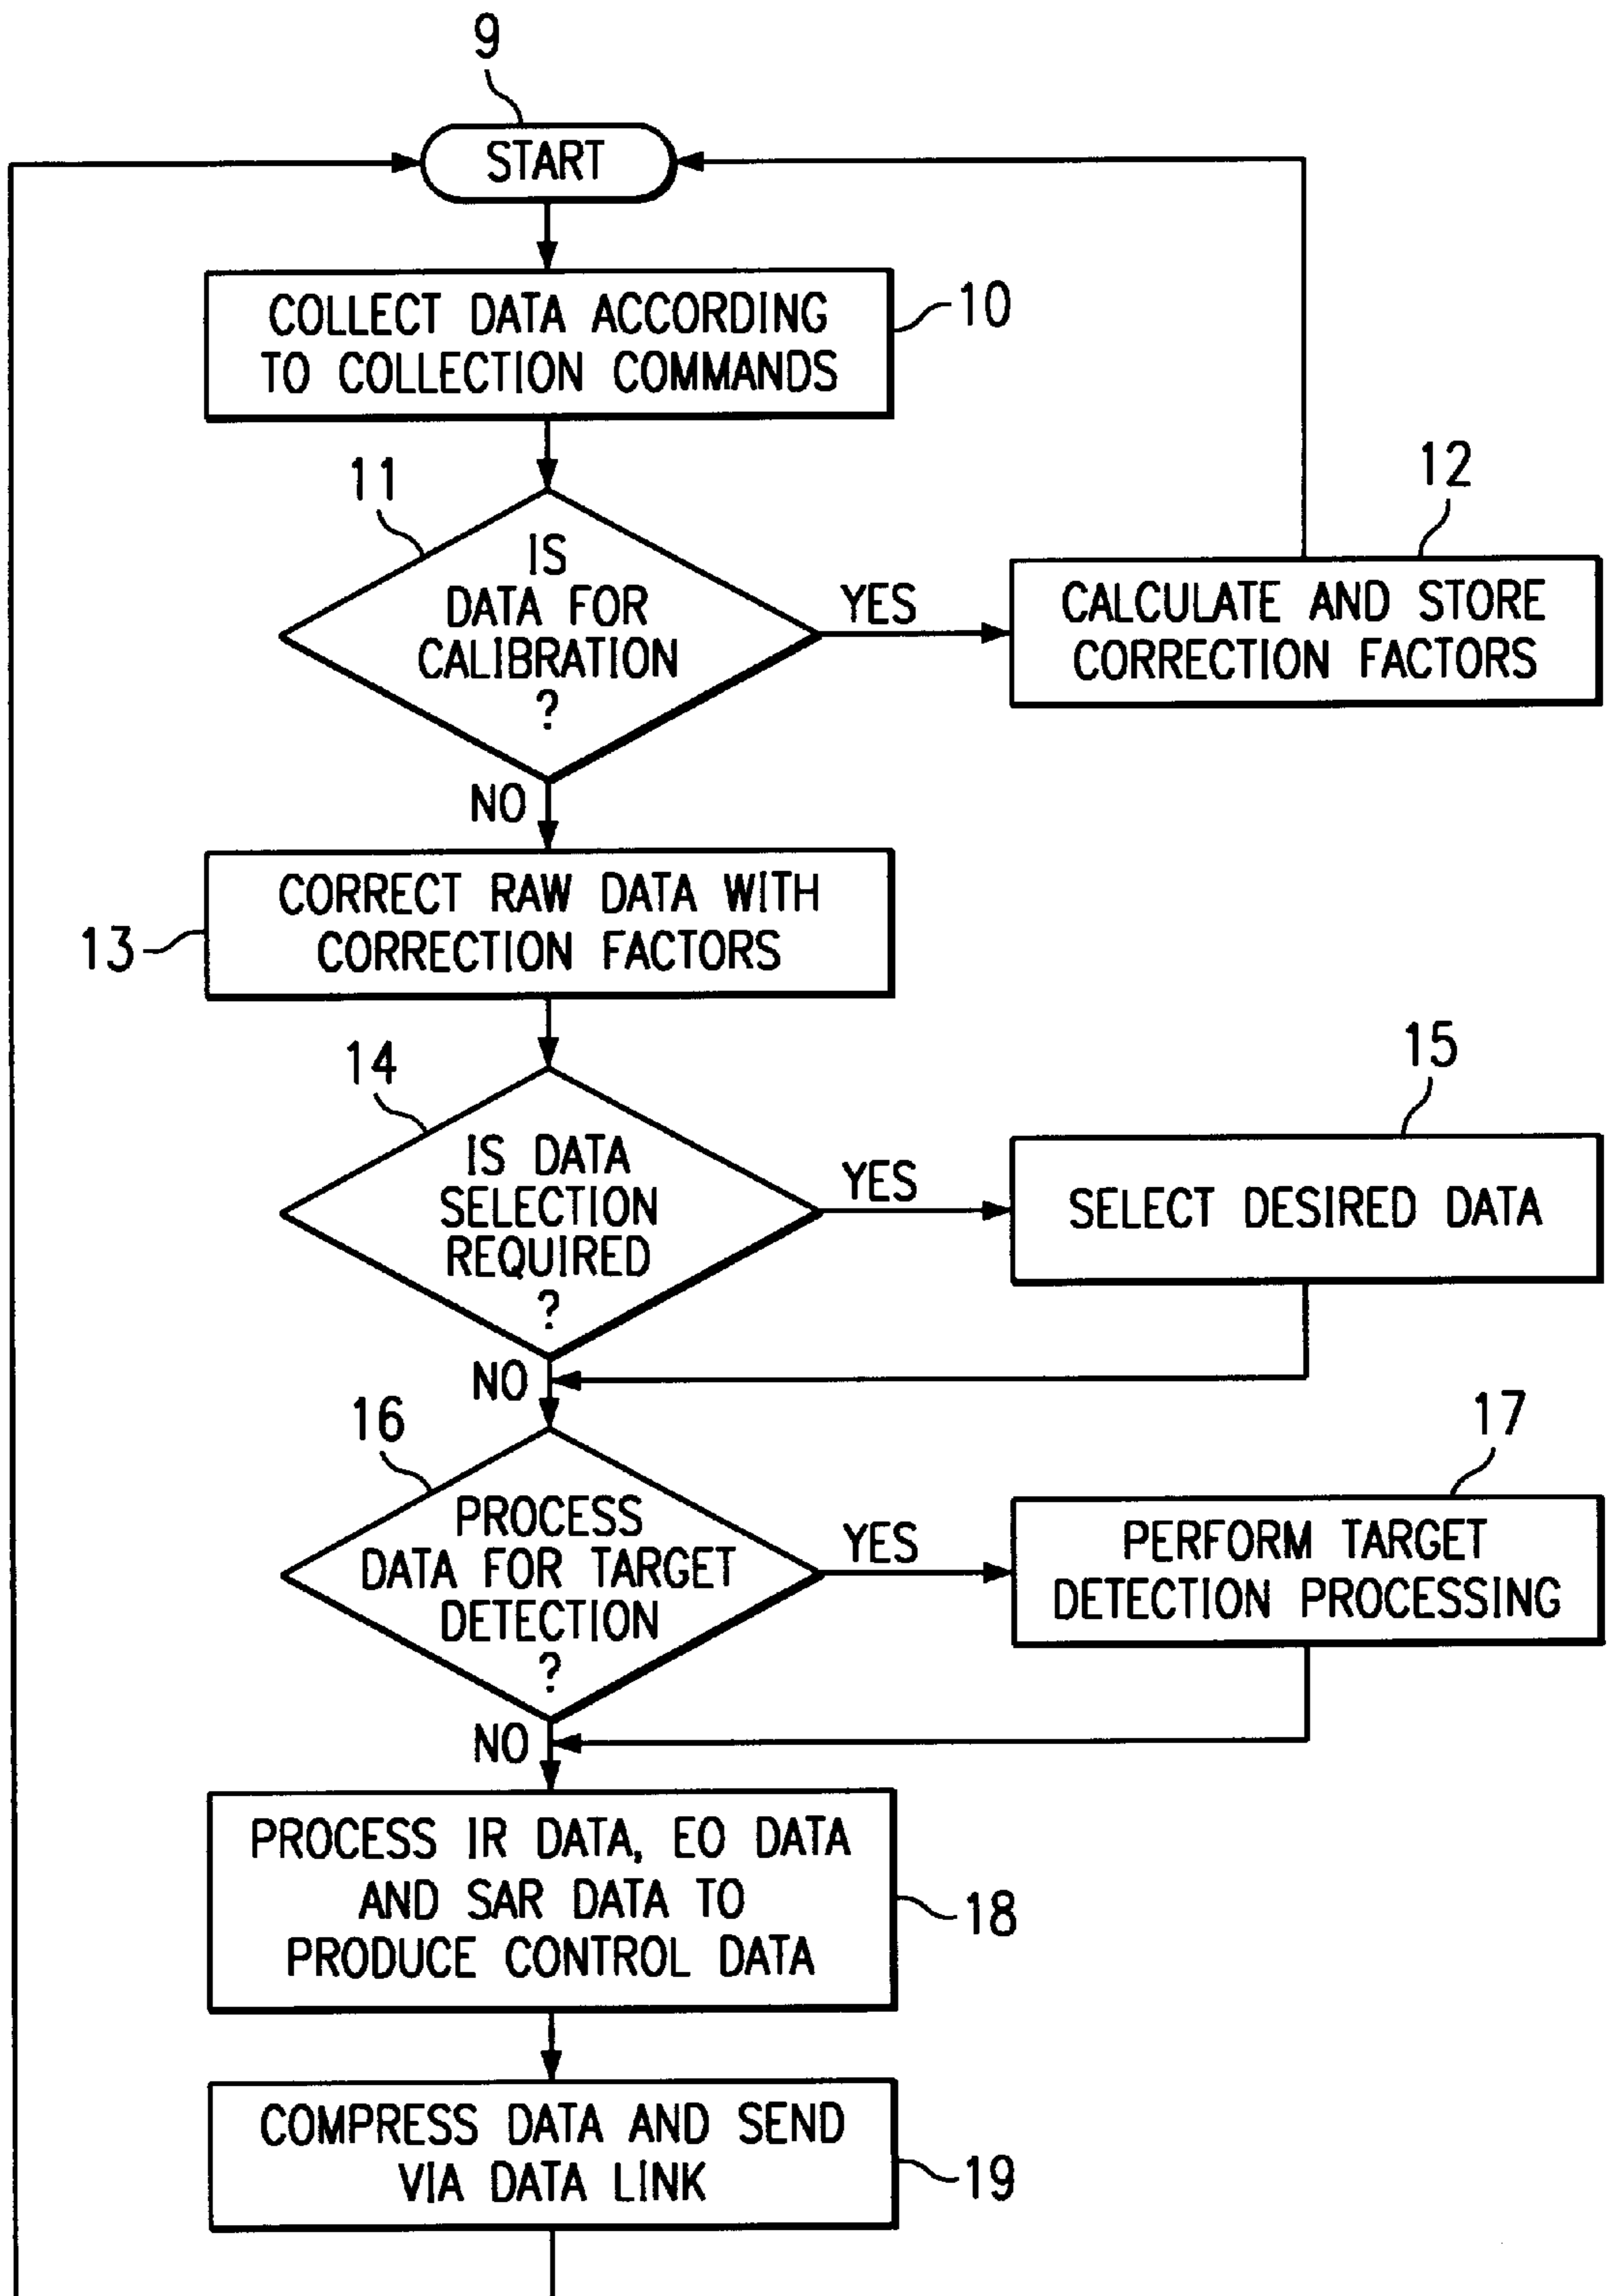 9
START
COLLECT DATA ACCORDING
TO COLLECTION COMMANDS
10
11
IS
DATA FOR
CALIBRATION
?
YES
12
CALCULATE AND STORE
CORRECTION FACTORS
NO
CORRECT RAW DATA WITH
CORRECTION FACTORS
13
14
IS DATA
SELECTION
REQUIRED
?
YES
15
SELECT DESIRED DATA
NO
16
PROCESS
DATA FOR TARGET
DETECTION
?
YES
17
PERFORM TARGET
DETECTION PROCESSING
NO
PROCESS IR DATA, EO DATA
AND SAR DATA TO
PRODUCE CONTROL DATA
18
COMPRESS DATA AND SEND
VIA DATA LINK
19